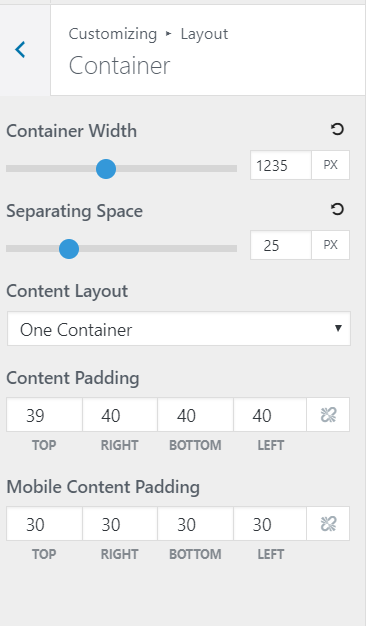 Customizing ▸ Layout
Container
Container Width
1235 PX
Separating Space
25 PX
Content Layout
One Container
Content Padding
39 40 40 40
TOP RIGHT BOTTOM LEFT
Mobile Content Padding
30 30 30 30
TOP RIGHT BOTTOM LEFT